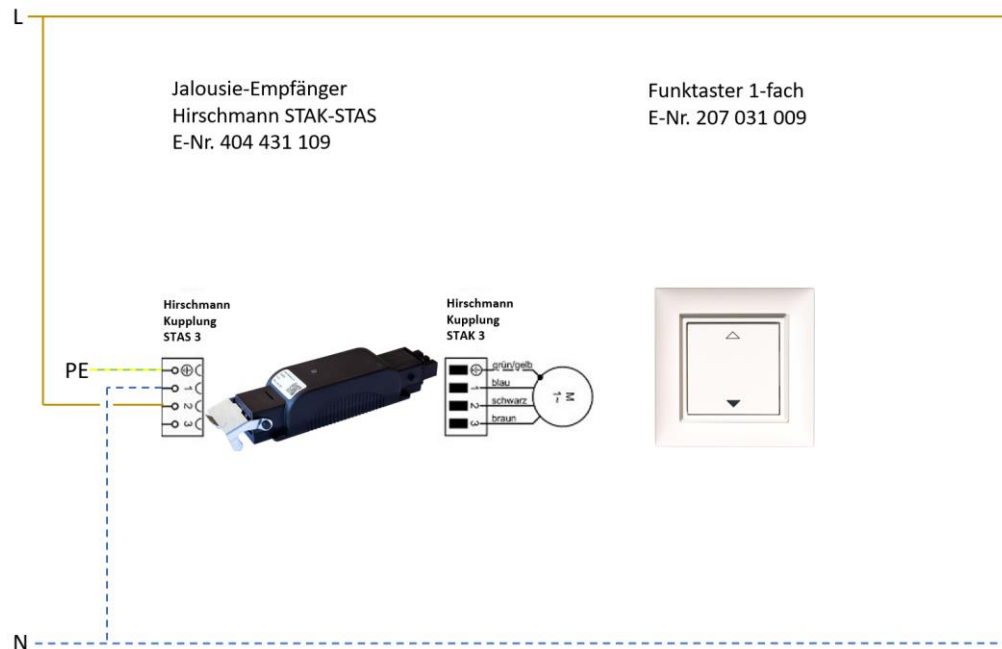 L
Jalousie-Empfänger
Hirschmann STAK-STAS
E-Nr. 404 431 109
Funktaster 1-fach
E-Nr. 207 031 009
Hirschmann
Kupplung
STAS 3
Hirschmann
Kupplung
STAK 3
PE
1
2
3
grün/gelb
1 blau
2 schwarz
3 braun
M
1~
N